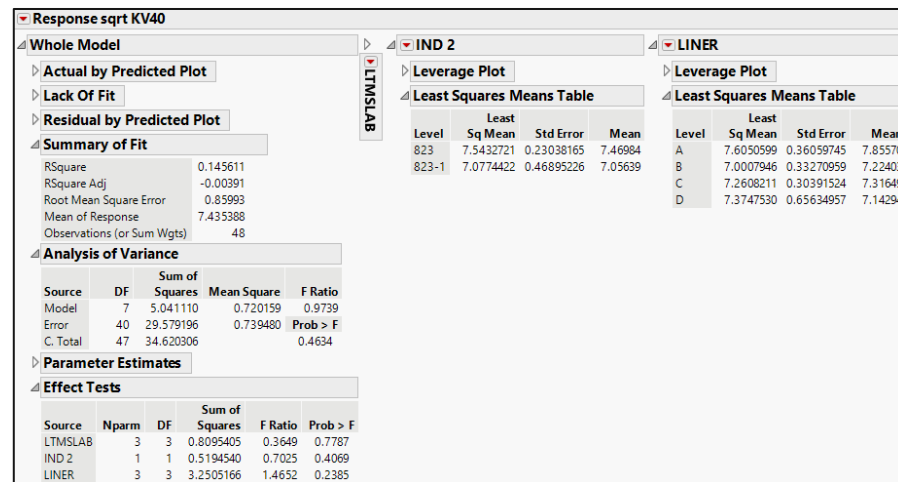 Response sqrt KV40
Whole Model
Actual by Predicted Plot
Lack Of Fit
Residual by Predicted Plot
Summary of Fit
RSquare 0.145611
RSquare Adj -0.00391
Root Mean Square Error 0.85993
Mean of Response 7.435388
Observations (or Sum Wgts) 48
Analysis of Variance
Sum of
Source DF Squares Mean Square F Ratio
Model 7 5.041110 0.720159 0.9739
Error 40 29.579196 0.739480 Prob > F
C. Total 47 34.620306 0.4634
Parameter Estimates
Effect Tests
Sum of
Source Nparm DF Squares F Ratio Prob > F
LTMSLAB 3 3 0.8095405 0.3649 0.7787
IND 2 1 1 0.5194540 0.7025 0.4069
LINER 3 3 3.2505166 1.4652 0.2385
LTMSLAB
IND 2
Leverage Plot
Least Squares Means Table
Least
Level Sq Mean Std Error Mean
823 7.5432721 0.23038165 7.46984
823-1 7.0774422 0.46895226 7.05639
LINER
Leverage Plot
Least Squares Means Table
Least
Level Sq Mean Std Error Mean
A 7.6050599 0.36059745
B 7.0007946 0.33270959
C 7.2608211 0.30391524
D 7.3747530 0.65634957